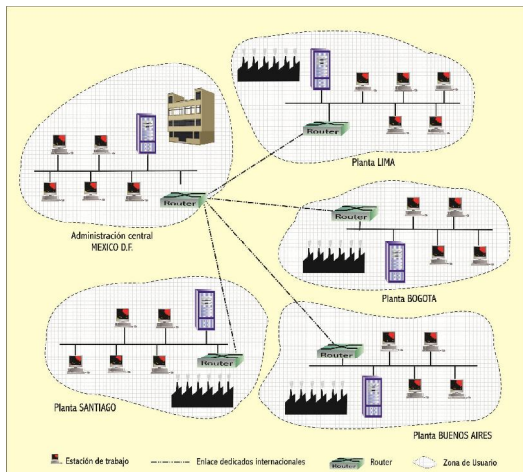 Router
Planta LIMA
Router
Administración central
MEXICO D.F.
Router
Planta BOGOTA
Router
Router
Planta SANTIAGO
Planta BUENOS AIRES
Estación de trabajo
Enlace dedicados internacionales
Router
Router
Zona de Usuario